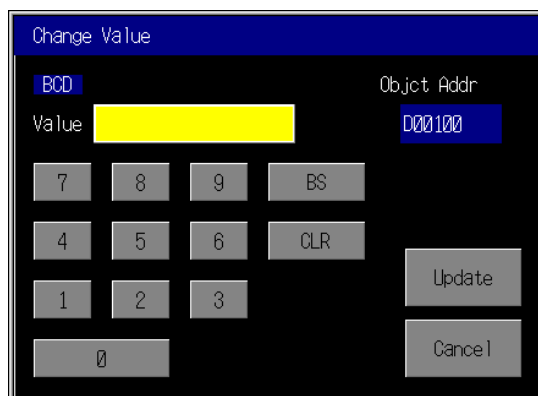 Change Value
BCD Objct Addr
Value D00100
7 8 9 BS
4 5 6 CLR
Update
1 2 3
0 Cancel